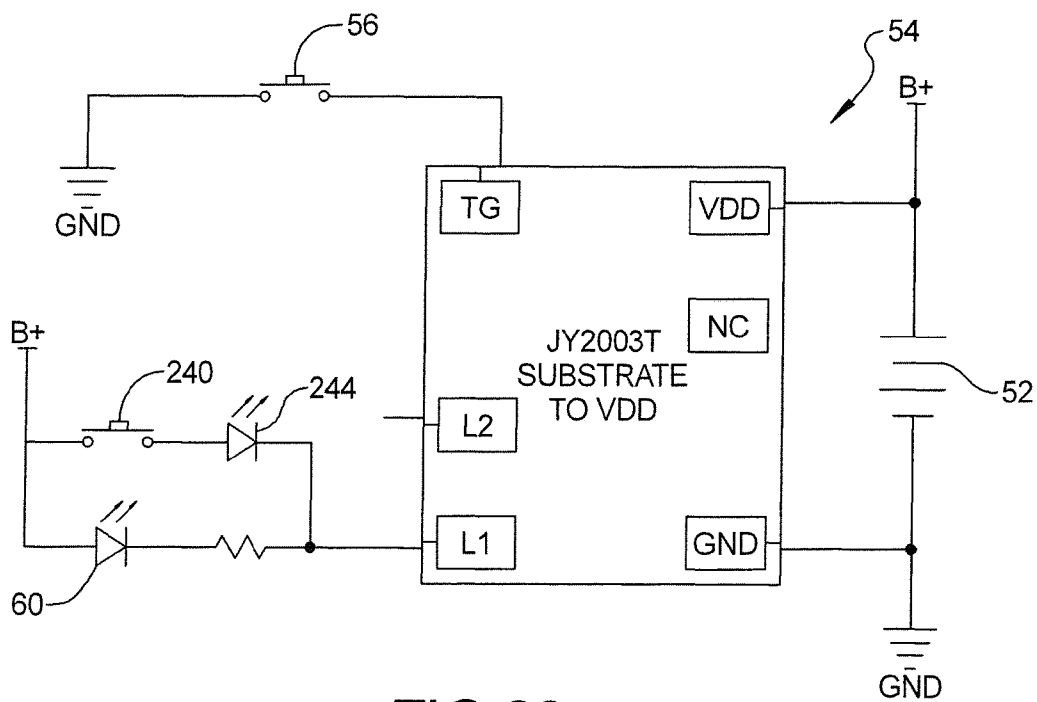 56
54
B+
TG
VDD
GND
NC
B+
JY2003T
SUBSTRATE
TO VDD
240
244
52
L2
L1
GND
60
GND